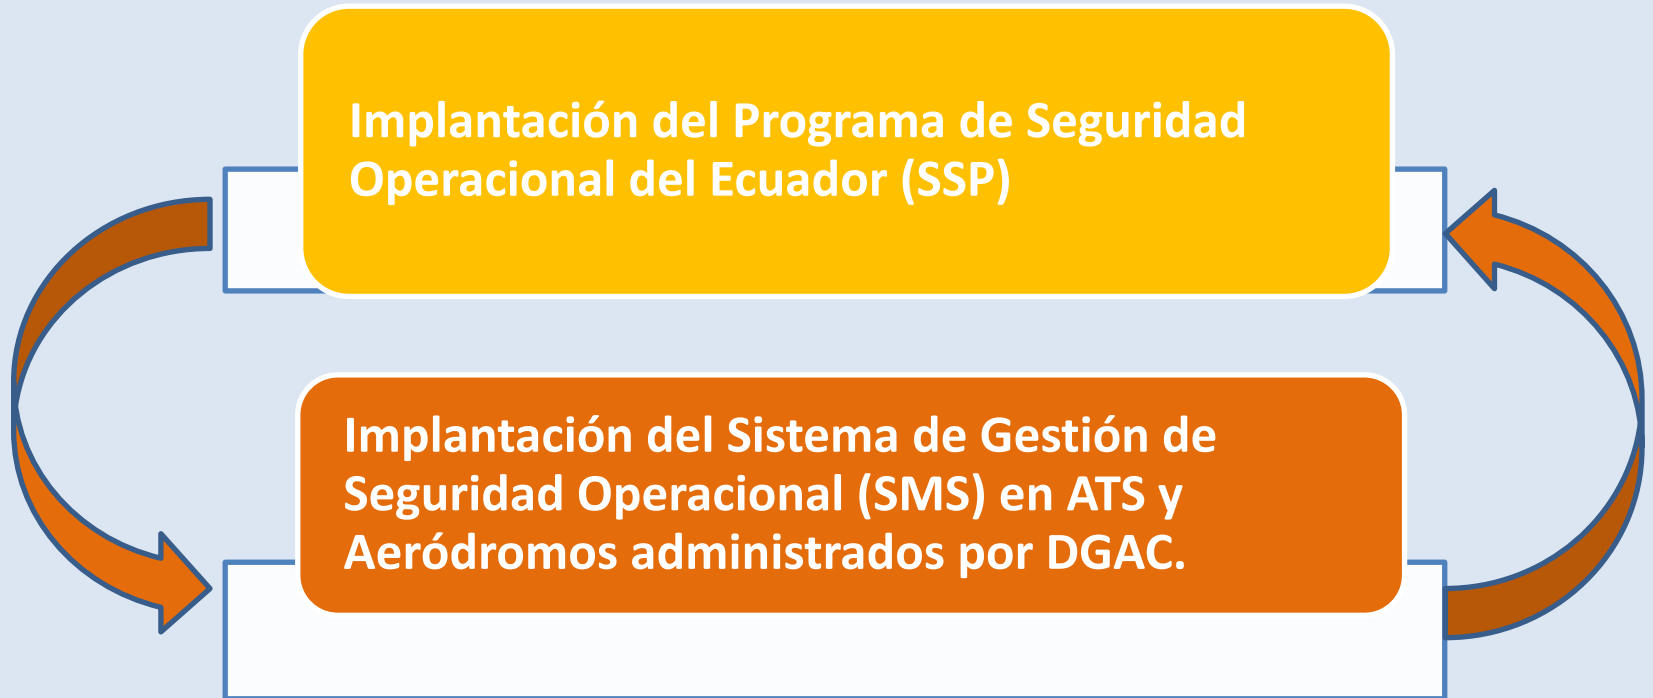 Implantación del Programa de Seguridad
Operacional del Ecuador (SSP)
Implantación del Sistema de Gestión de
Seguridad Operacional (SMS) en ATS y
Aeródromos administrados por DGAC.